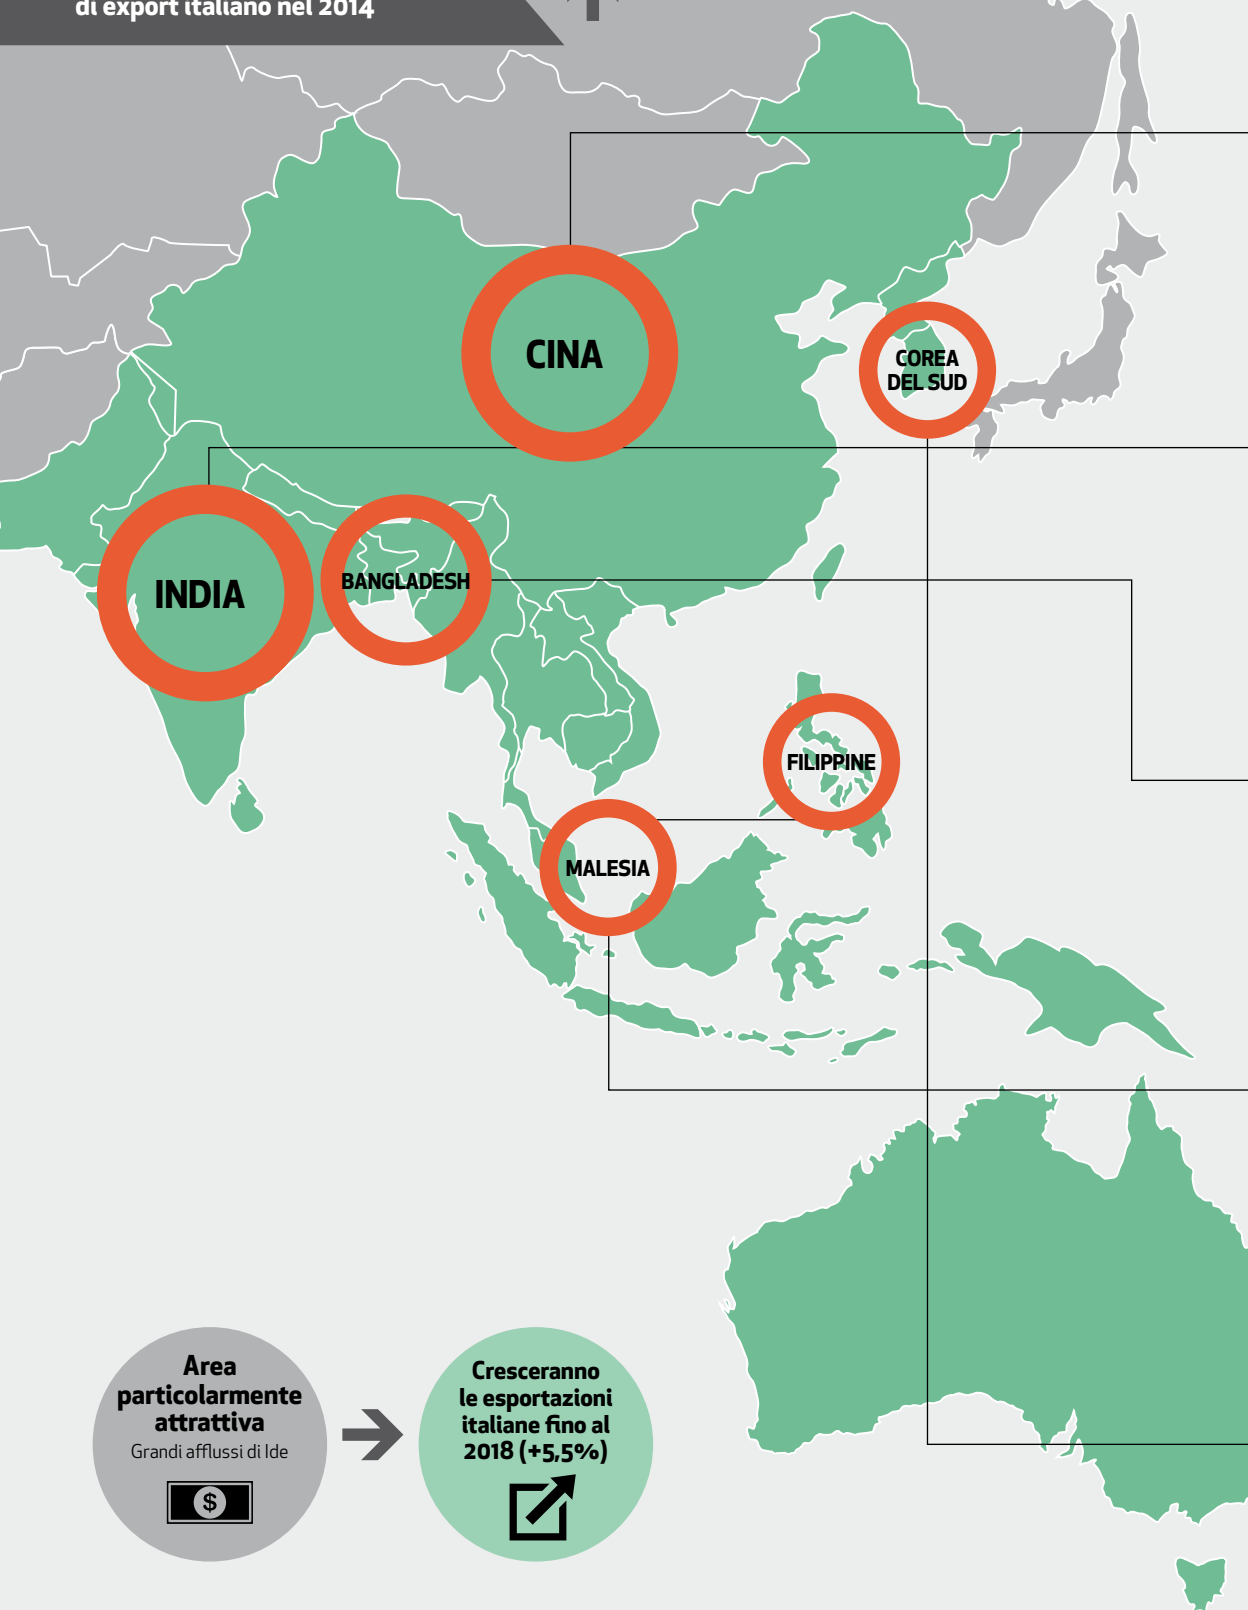 di export italiano nel 2014
CINA
COREA
DEL SUD
INDIA
BANGLADESH
FILIPPINE
MALESIA
Area
particolarmente
attrattiva
Grandi afflussi di Ide
$
Cresceranno
le esportazioni
italiane fino al
2018 (+5,5%)